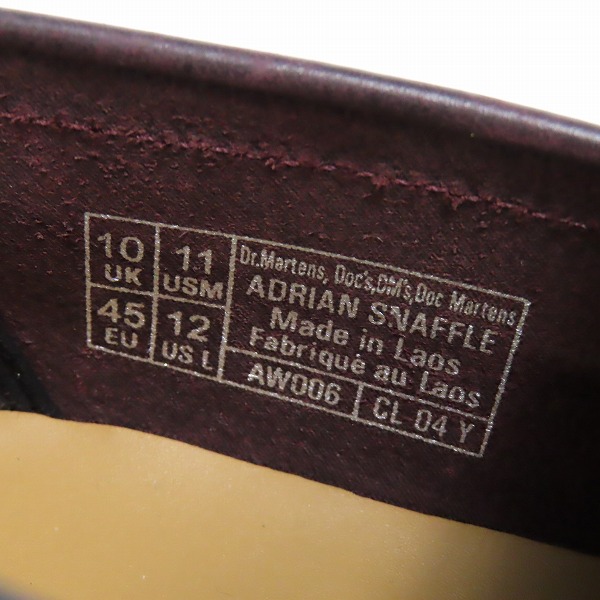 10 UK
11 USM
45 EU
12 US L
Dr.Martens, Doc's,DM's,Doc Martens
ADRIAN SNAFFLE
Made in Laos
Fabrique au Laos
AW006
CL 04 Y